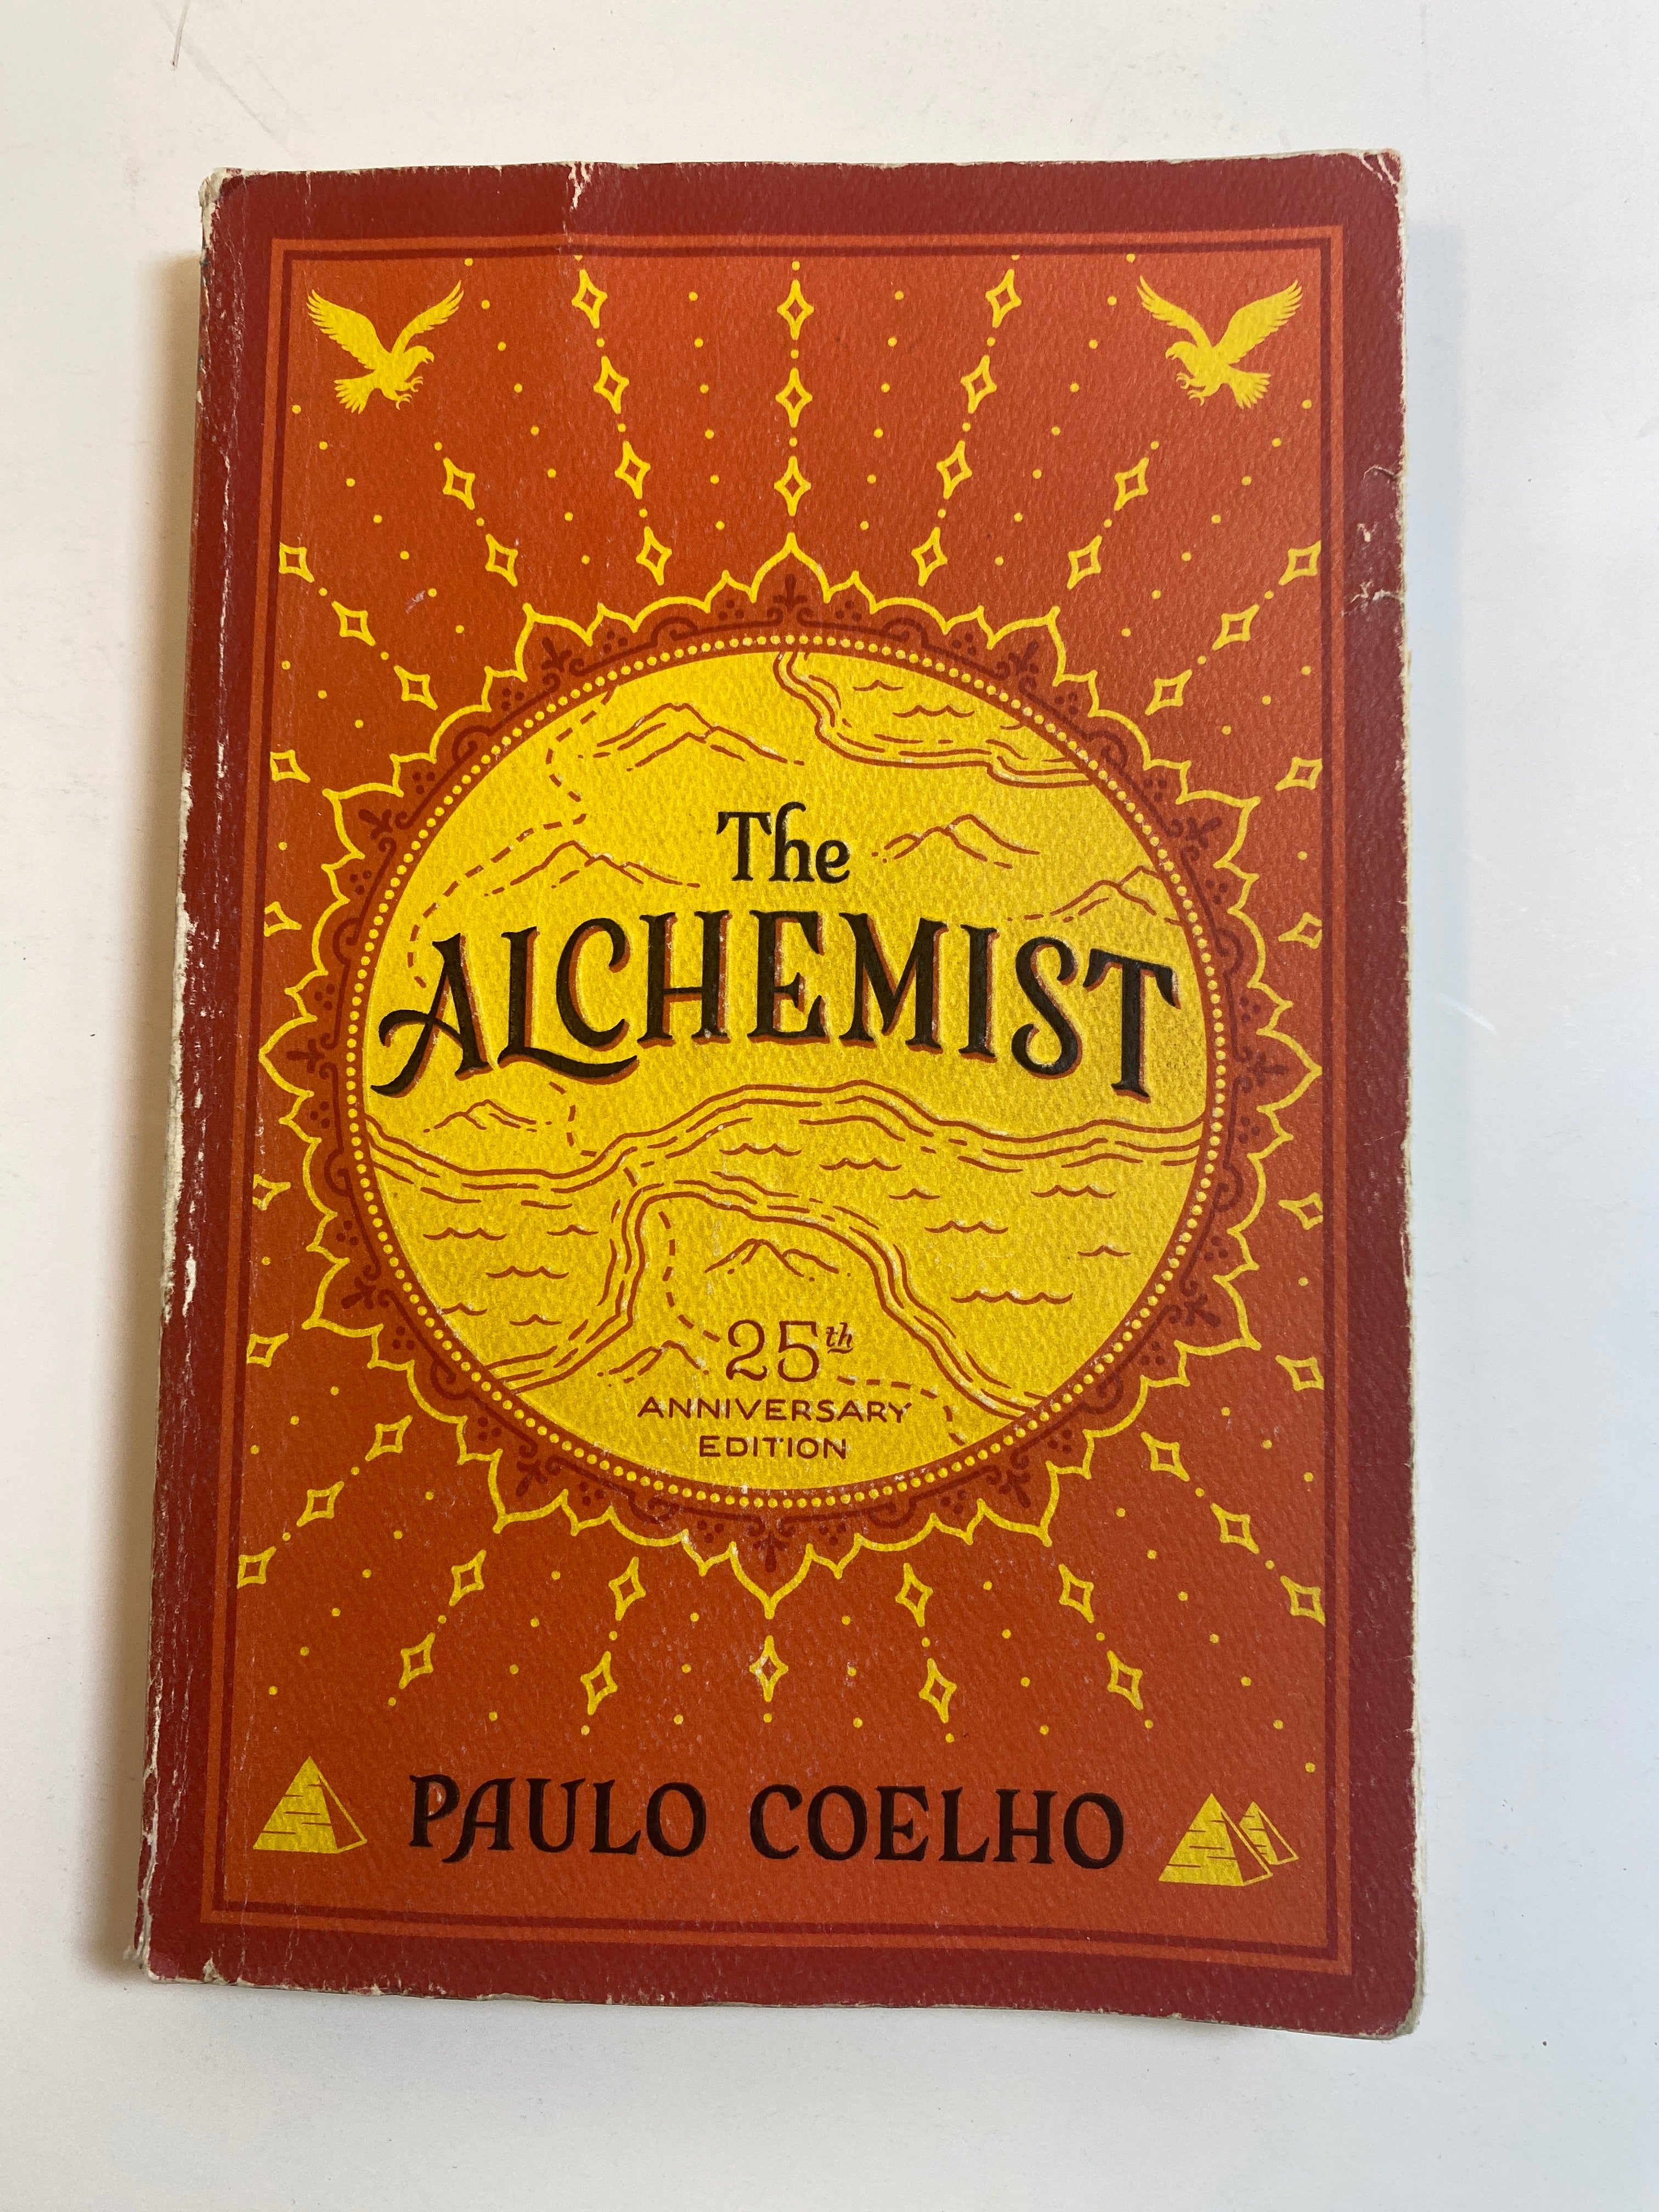 The
ALCHEMIST
25th
ANNIVERSARY
EDITION
PAULO COELHO